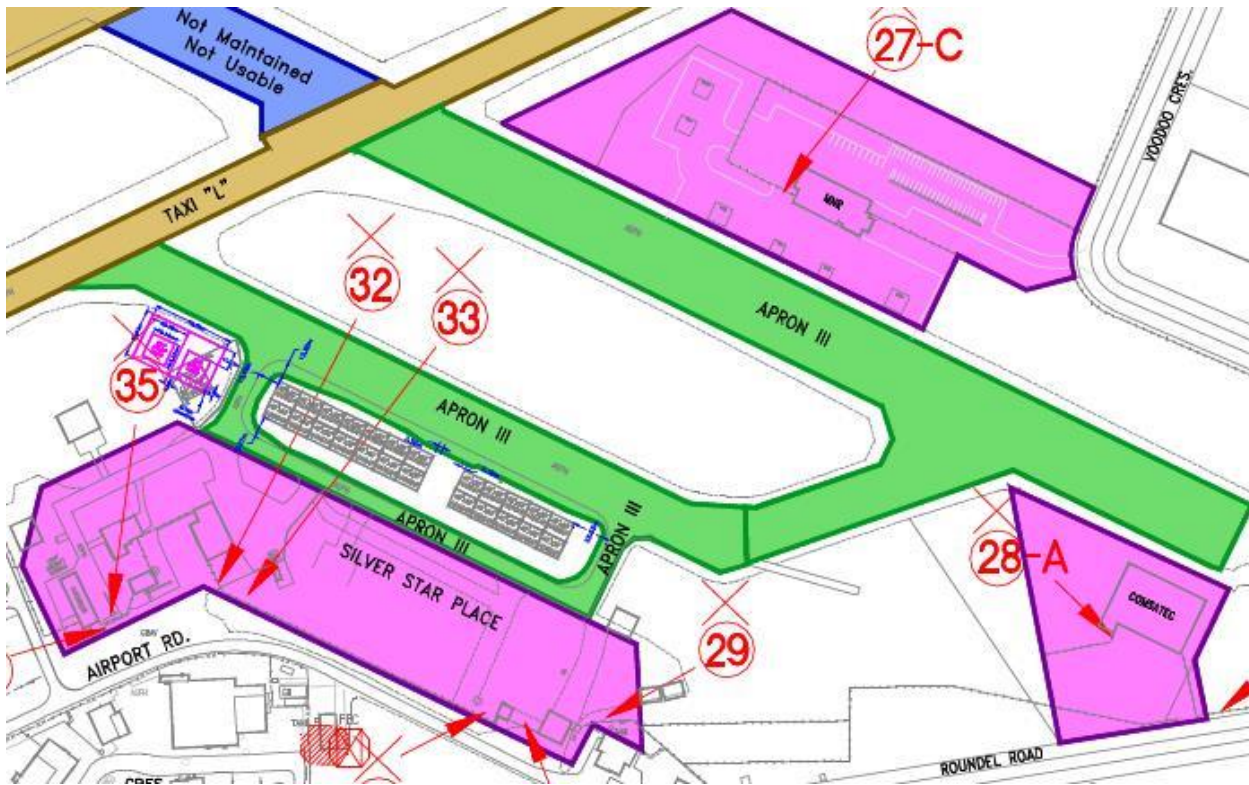 Not Maintained
Not Usable
27-C
VOODOO CRES.
TAXI "L"
MNR
32
33
APRON III
35
APRON III
APRON III
APRON III
SILVER STAR PLACE
28-A
COMSATEC
29
AIRPORT RD.
ROUNDEL ROAD
CRES